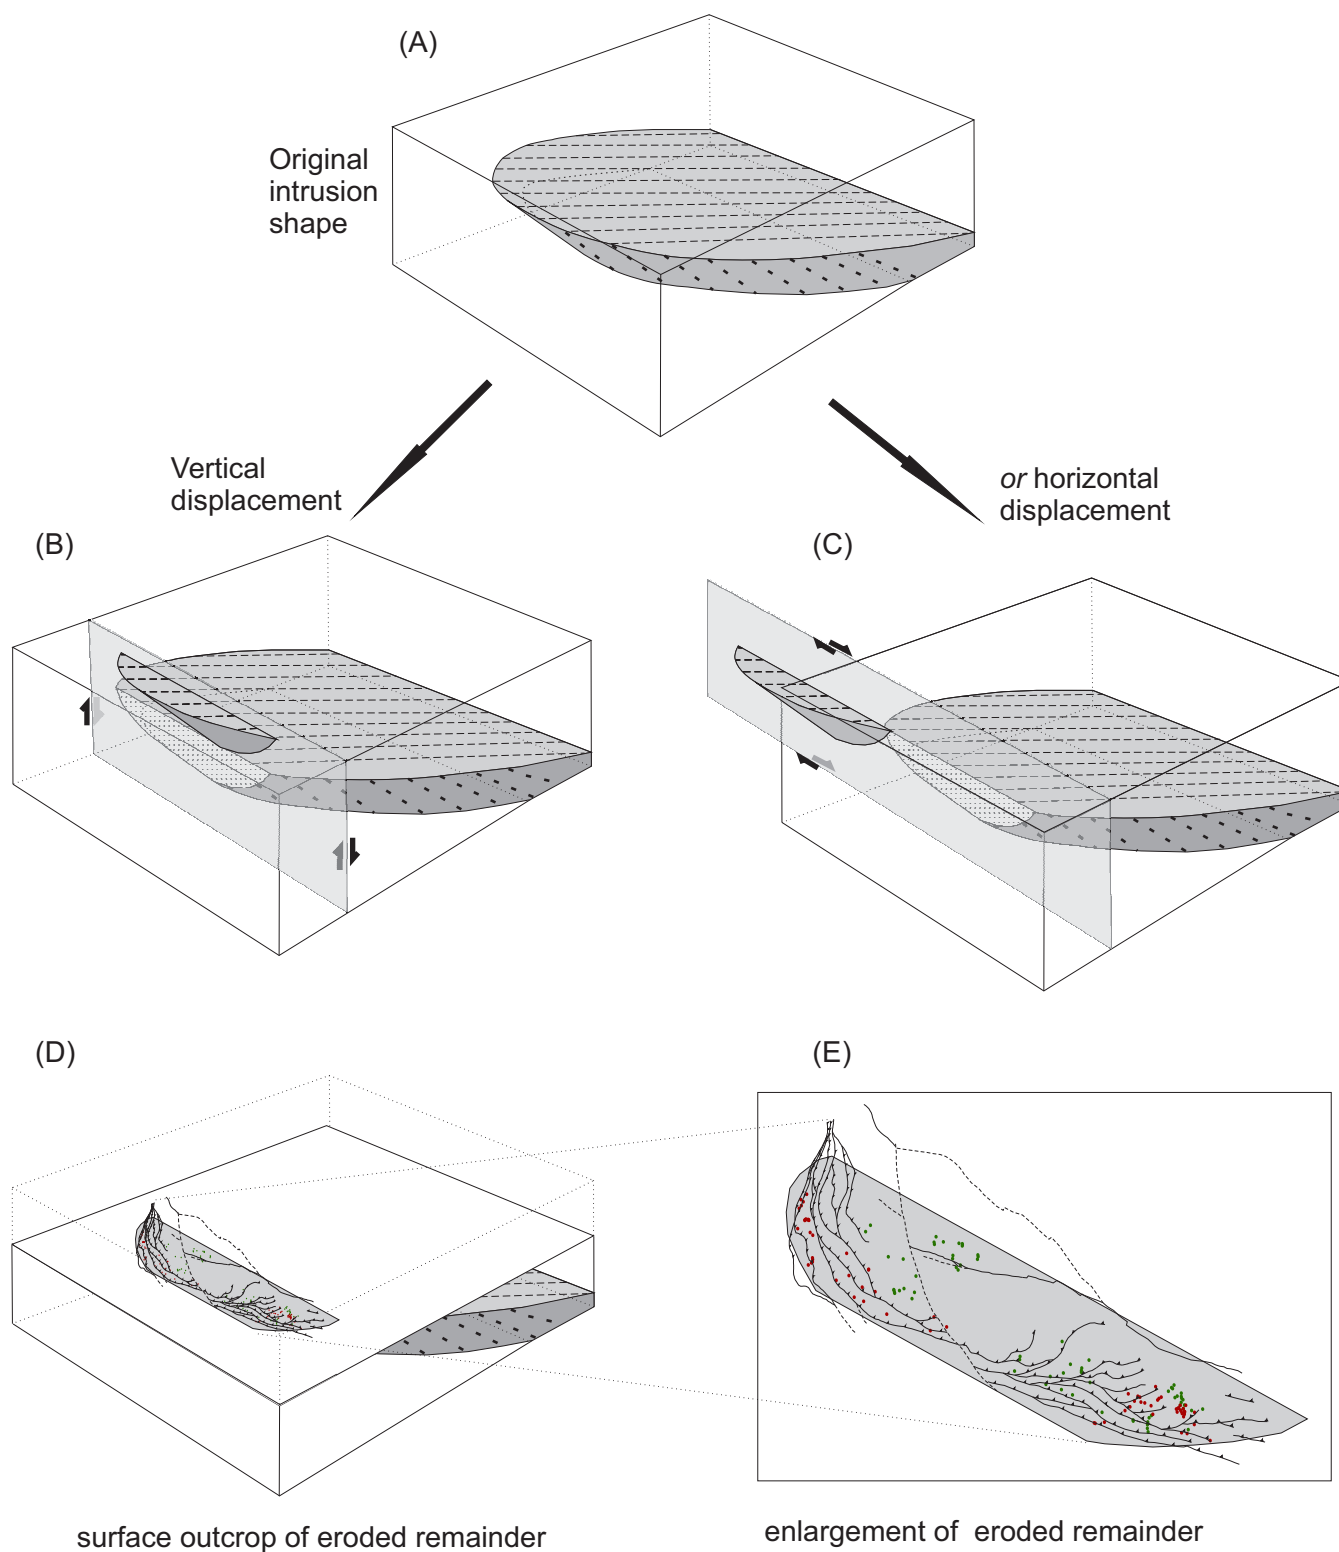 (A)
Original
intrusion
shape
Vertical
displacement
or horizontal
displacement
(B)
(C)
(D)
(E)
surface outcrop of eroded remainder
enlargement of eroded remainder